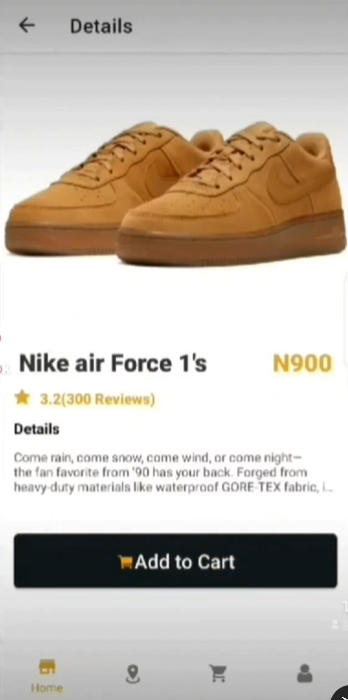 Details
Nike air Force 1's
N900
3.2(300 Reviews)
Details
Come rain, come snow, come wind, or come night—
the fan favorite from '90 has your back. Forged from
heavy-duty materials like waterproof GORE-TEX fabric, i...
Add to Cart
Home